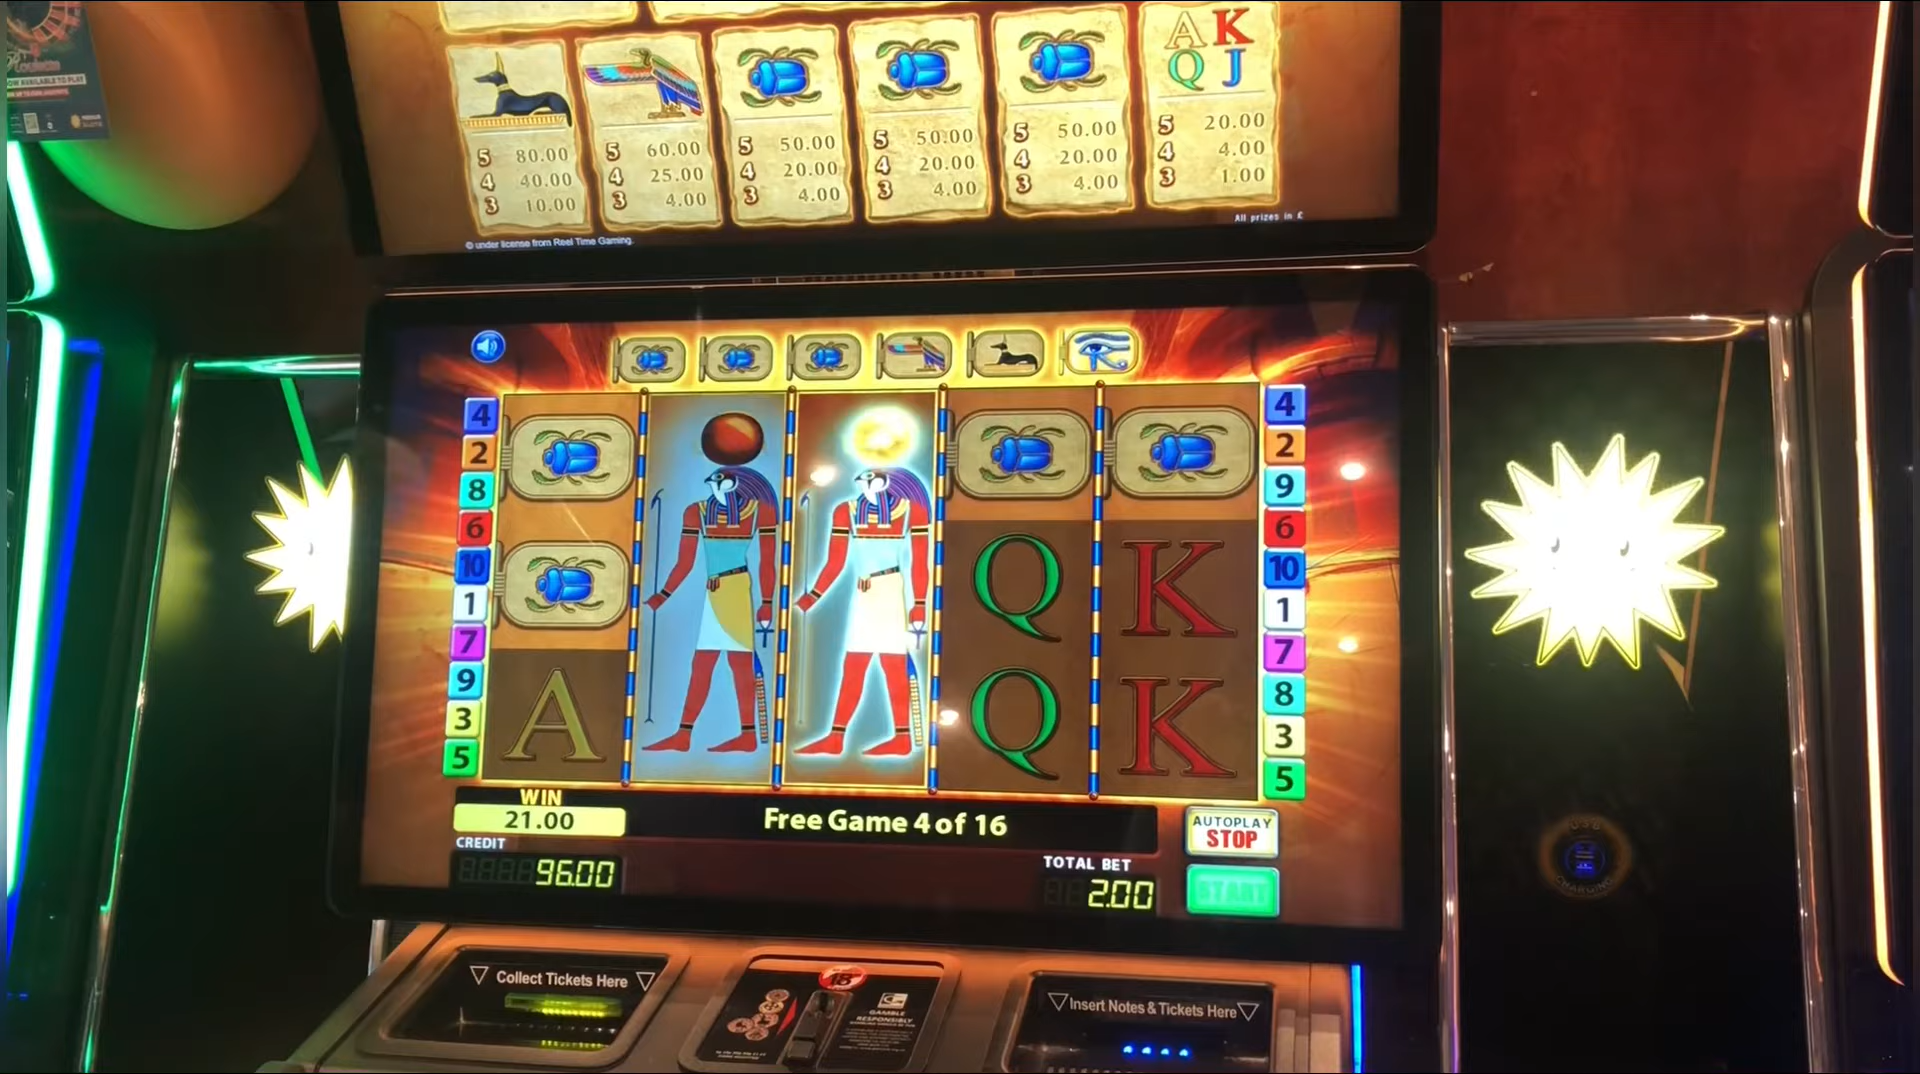 A K
Q J
5 80.00
4 40.00
3 10.00
5 60.00
4 25.00
3 4.00
5 50.00
4 20.00
3 4.00
5 50.00
4 20.00
3 4.00
5 50.00
4 20.00
3 4.00
5 20.00
4 4.00
3 1.00
All prizes in £
© under license from Reel Time Gaming.
4
2
8
6
10
1
7
9
3
5
A
Q
Q
K
K
4
2
9
6
10
1
7
8
3
5
WIN
21.00
Free Game 4 of 16
AUTOPLAY
STOP
CREDIT
96.00
TOTAL BET
2.00
START
Collect Tickets Here
18
GAMBLE
RESPONSIBLY
Insert Notes & Tickets Here
USB
CHARGING